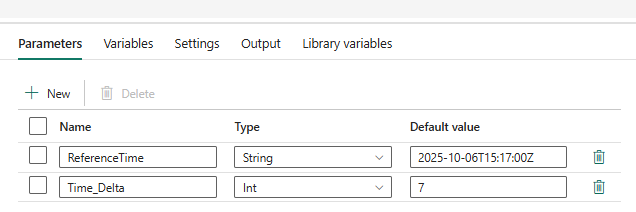 Parameters Variables Settings Output Library variables
New Delete
Name Type Default value
ReferenceTime String 2025-10-06T15:17:00Z
Time_Delta Int 7